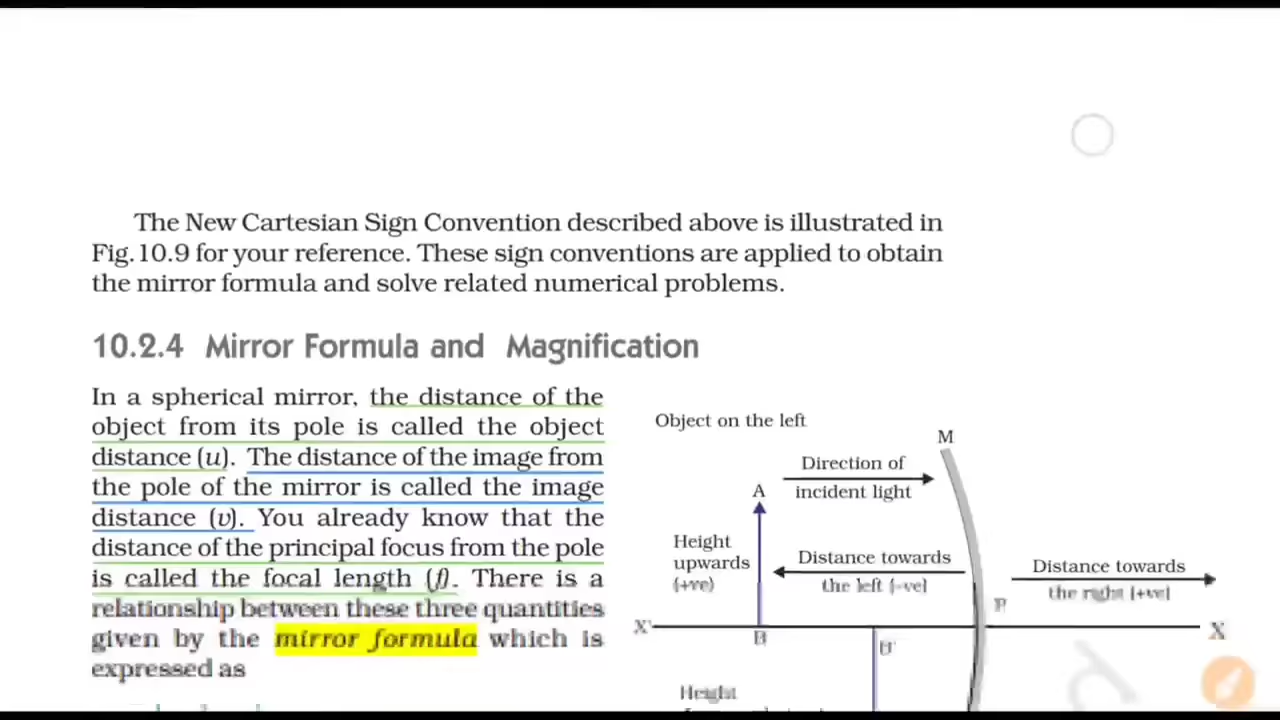 The New Cartesian Sign Convention described above is illustrated in
Fig.10.9 for your reference. These sign conventions are applied to obtain
the mirror formula and solve related numerical problems.
10.2.4 Mirror Formula and Magnification
In a spherical mirror, the distance of the
object from its pole is called the object
distance (u). The distance of the image from
the pole of the mirror is called the image
distance (v). You already know that the
distance of the principal focus from the pole
is called the focal length (f). There is a
relationship between these three quantities
given by the mirror formula which is
expressed as
Object on the left
M
Direction of
incident light
A
Height
upwards
(+ve)
Distance towards
the left (-ve)
Distance towards
the right (+ve)
P
X'
B
B'
X
Height